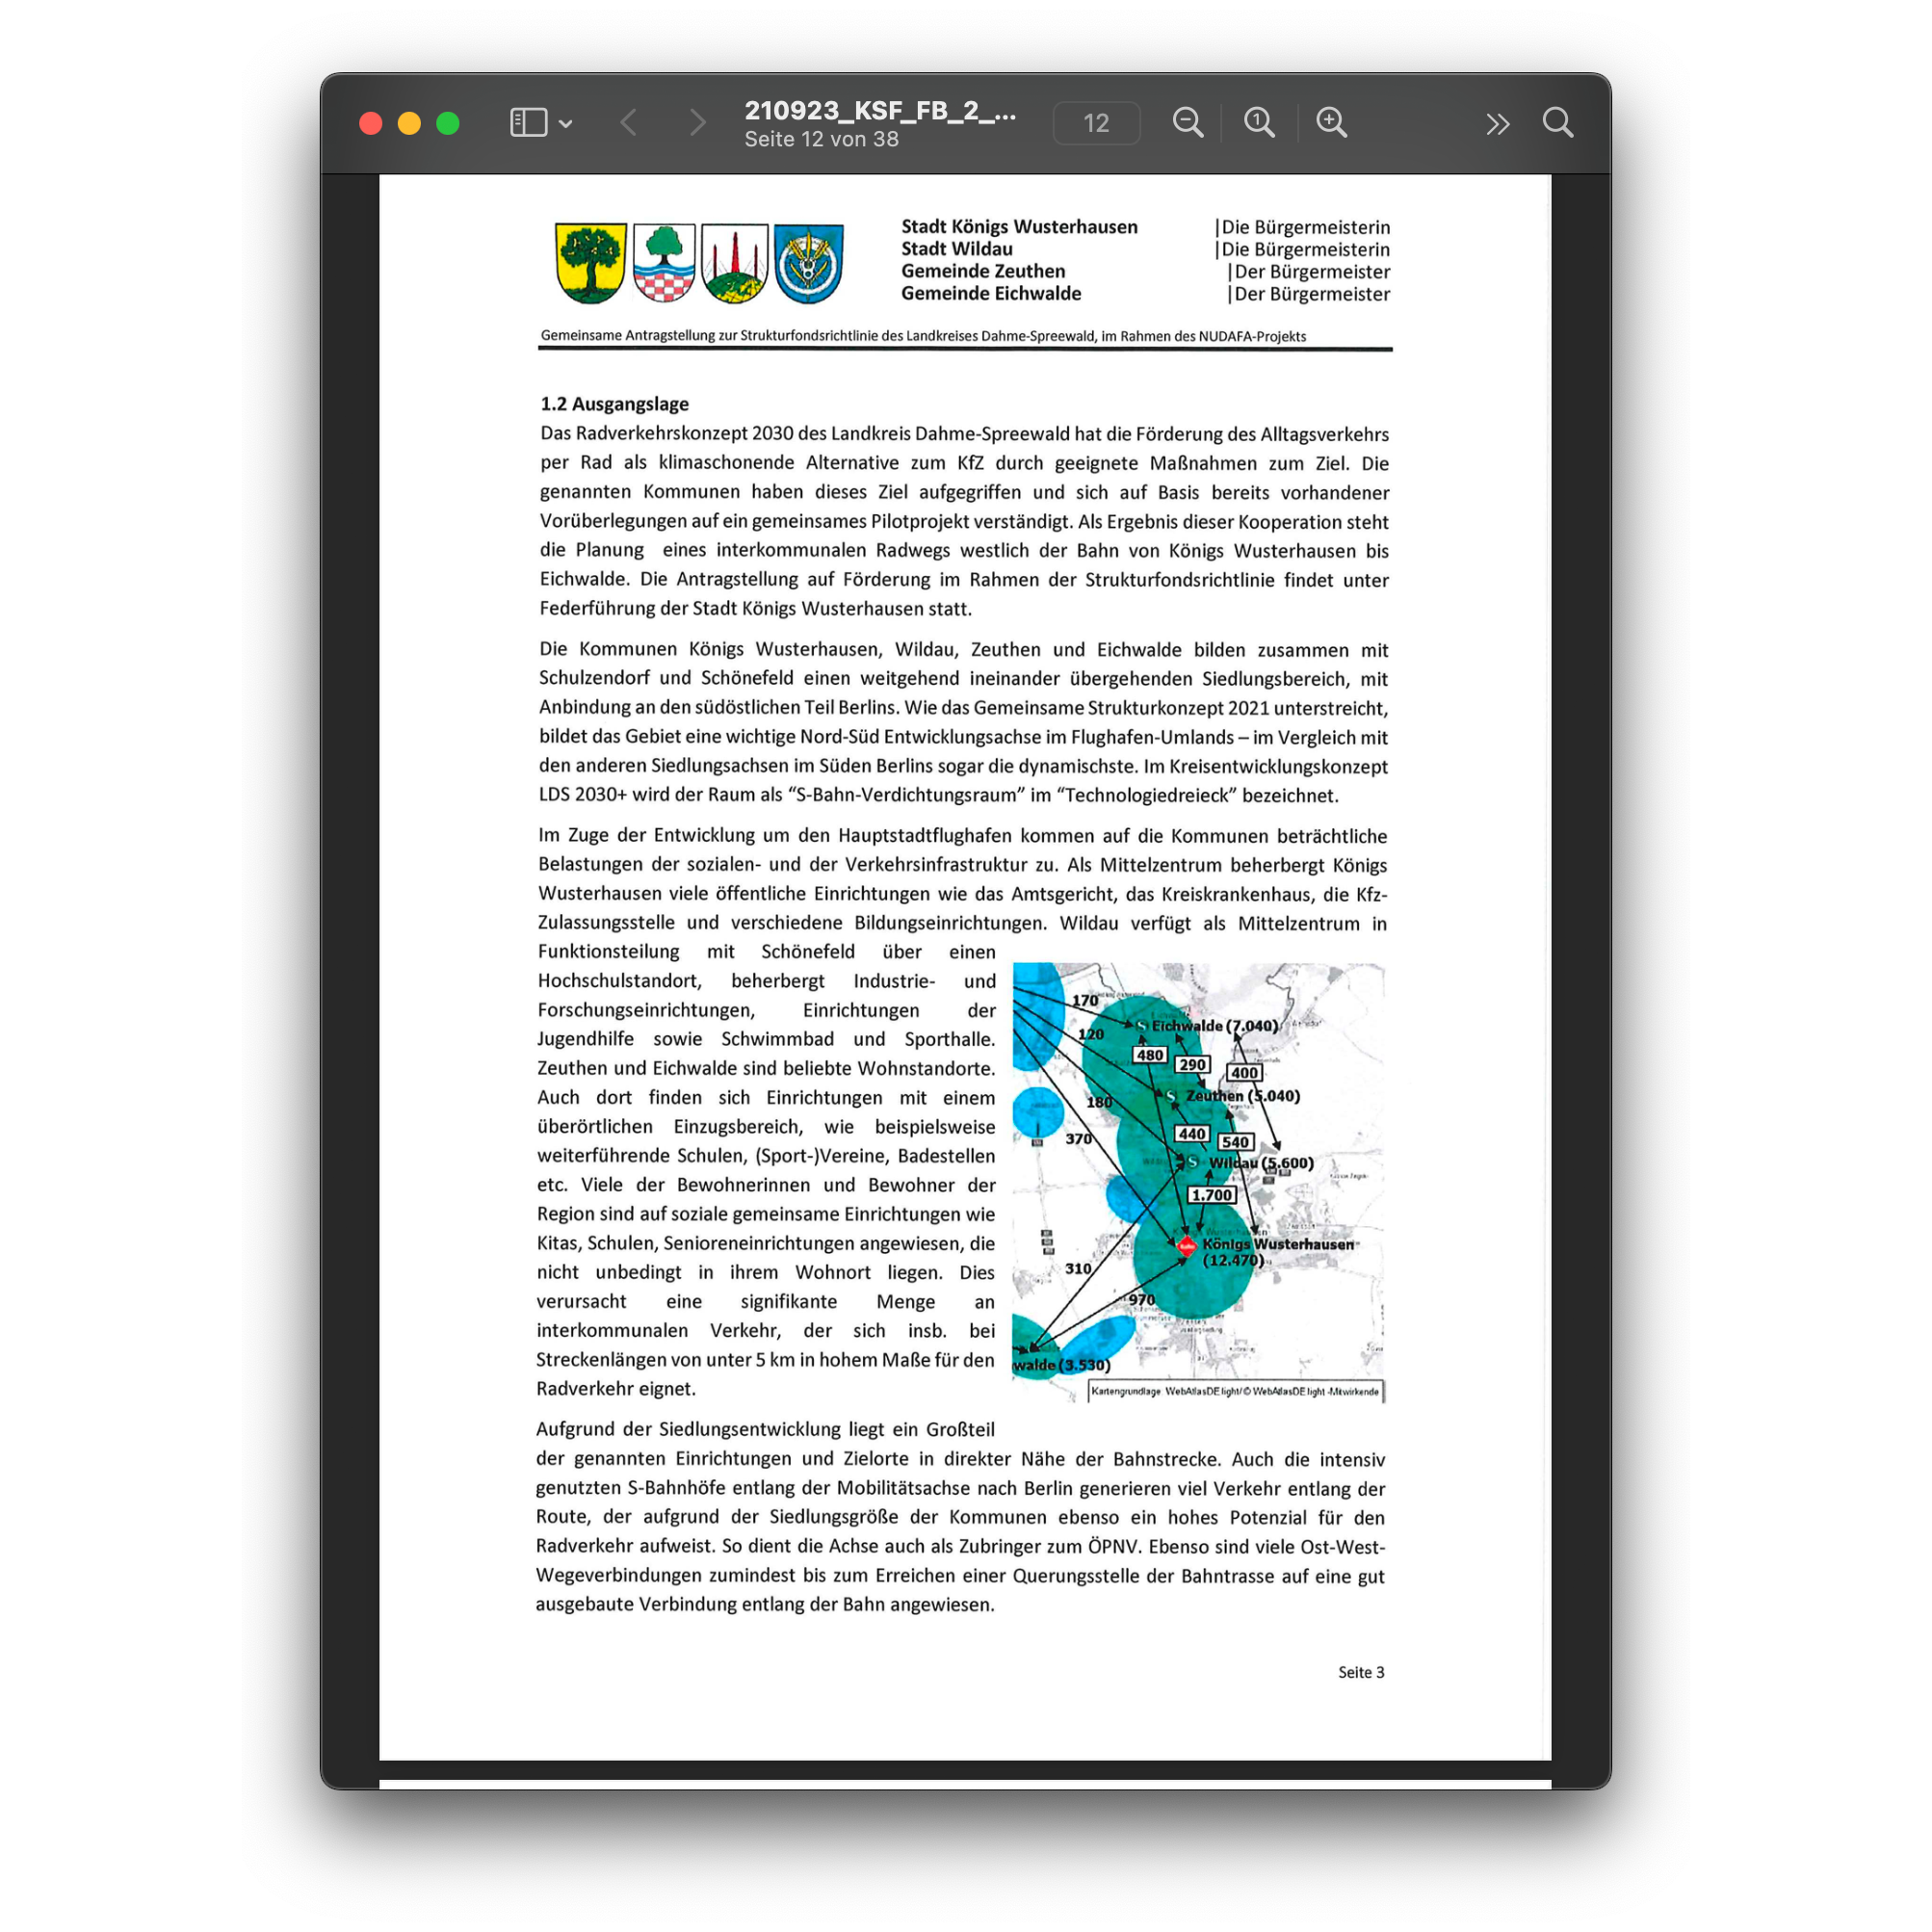 210923_KSF_FB_2_...
Seite 12 von 38
12
Stadt Königs Wusterhausen |Die Bürgermeisterin
Stadt Wildau |Die Bürgermeisterin
Gemeinde Zeuthen |Der Bürgermeister
Gemeinde Eichwalde |Der Bürgermeister
Gemeinsame Antragstellung zur Strukturfondsrichtlinie des Landkreises Dahme-Spreewald, im Rahmen des NUDAFA-Projekts
1.2 Ausgangslage
Das Radverkehrskonzept 2030 des Landkreis Dahme-Spreewald hat die Förderung des Alltagsverkehrs
per Rad als klimaschonende Alternative zum KfZ durch geeignete Maßnahmen zum Ziel. Die
genannten Kommunen haben dieses Ziel aufgegriffen und sich auf Basis bereits vorhandener
Vorüberlegungen auf ein gemeinsames Pilotprojekt verständigt. Als Ergebnis dieser Kooperation steht
die Planung eines interkommunalen Radwegs westlich der Bahn von Königs Wusterhausen bis
Eichwalde. Die Antragstellung auf Förderung im Rahmen der Strukturfondsrichtlinie findet unter
Federführung der Stadt Königs Wusterhausen statt.
Die Kommunen Königs Wusterhausen, Wildau, Zeuthen und Eichwalde bilden zusammen mit
Schulzendorf und Schönefeld einen weitgehend ineinander übergehenden Siedlungsbereich, mit
Anbindung an den südöstlichen Teil Berlins. Wie das Gemeinsame Strukturkonzept 2021 unterstreicht,
bildet das Gebiet eine wichtige Nord-Süd Entwicklungsachse im Flughafen-Umlands – im Vergleich mit
den anderen Siedlungsachsen im Süden Berlins sogar die dynamischste. Im Kreisentwicklungskonzept
LDS 2030+ wird der Raum als “S-Bahn-Verdichtungsraum” im “Technologiedreieck” bezeichnet.
Im Zuge der Entwicklung um den Hauptstadtflughafen kommen auf die Kommunen beträchtliche
Belastungen der sozialen- und der Verkehrsinfrastruktur zu. Als Mittelzentrum beherbergt Königs
Wusterhausen viele öffentliche Einrichtungen wie das Amtsgericht, das Kreiskrankenhaus, die Kfz-
Zulassungsstelle und verschiedene Bildungseinrichtungen. Wildau verfügt als Mittelzentrum in
Funktionsteilung mit Schönefeld über einen
Hochschulstandort, beherbergt Industrie- und
Forschungseinrichtungen, Einrichtungen der
Jugendhilfe sowie Schwimmbad und Sporthalle.
Zeuthen und Eichwalde sind beliebte Wohnstandorte.
Auch dort finden sich Einrichtungen mit einem
überörtlichen Einzugsbereich, wie beispielsweise
weiterführende Schulen, (Sport-)Vereine, Badestellen
etc. Viele der Bewohnerinnen und Bewohner der
Region sind auf soziale gemeinsame Einrichtungen wie
Kitas, Schulen, Senioreneinrichtungen angewiesen, die
nicht unbedingt in ihrem Wohnort liegen. Dies
verursacht eine signifikante Menge an
interkommunalen Verkehr, der sich insb. bei
Streckenlängen von unter 5 km in hohem Maße für den
Radverkehr eignet.
170
S Eichwalde (7.040)
120
480
290
400
180
S Zeuthen (5.040)
370
440
540
S Wildau (5.600)
1.700
Königs Wusterhausen
(12.470)
310
970
walde (3.530)
Kartengrundlage WebAtlasDE light/© WebAtlasDE light -Mitwirkende
Aufgrund der Siedlungsentwicklung liegt ein Großteil
der genannten Einrichtungen und Zielorte in direkter Nähe der Bahnstrecke. Auch die intensiv
genutzten S-Bahnhöfe entlang der Mobilitätsachse nach Berlin generieren viel Verkehr entlang der
Route, der aufgrund der Siedlungsgröße der Kommunen ebenso ein hohes Potenzial für den
Radverkehr aufweist. So dient die Achse auch als Zubringer zum ÖPNV. Ebenso sind viele Ost-West-
Wegeverbindungen zumindest bis zum Erreichen einer Querungsstelle der Bahntrasse auf eine gut
ausgebaute Verbindung entlang der Bahn angewiesen.
Seite 3